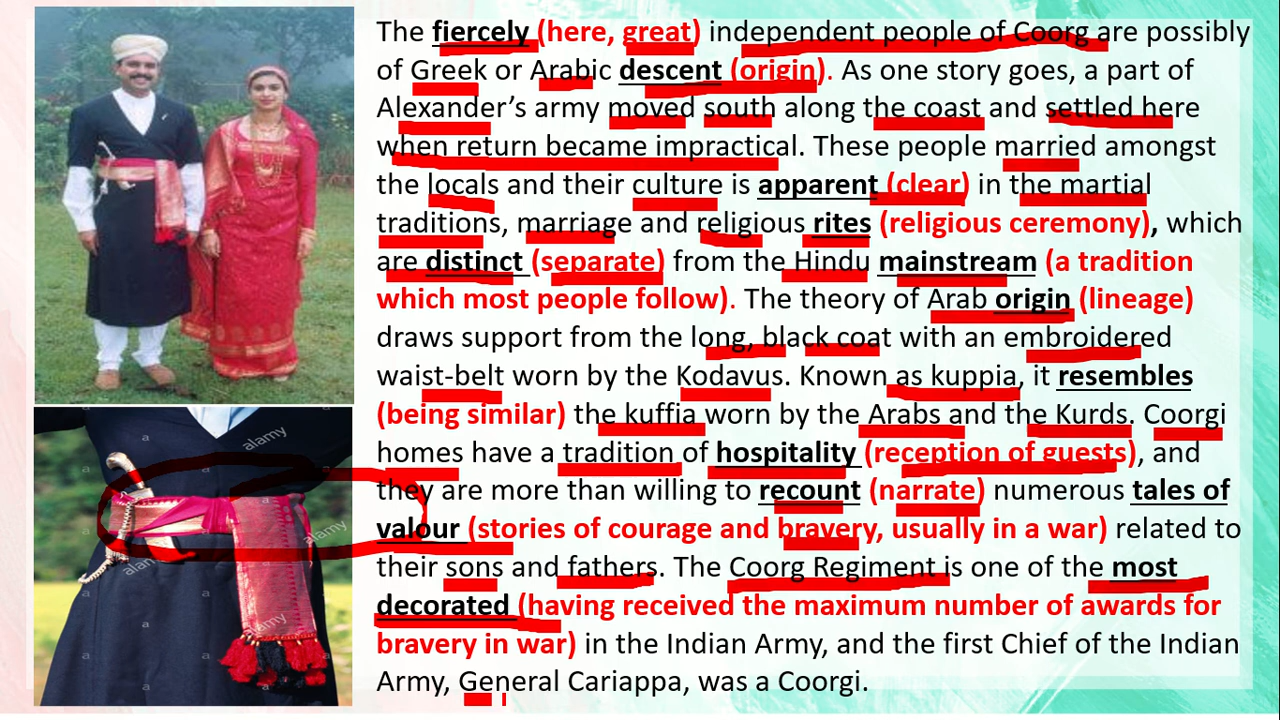 The fiercely (here, great) independent people of Coorg are possibly
of Greek or Arabic descent (origin). As one story goes, a part of
Alexander’s army moved south along the coast and settled here
when return became impractical. These people married amongst
the locals and their culture is apparent (clear) in the martial
traditions, marriage and religious rites (religious ceremony), which
are distinct (separate) from the Hindu mainstream (a tradition
which most people follow). The theory of Arab origin (lineage)
draws support from the long, black coat with an embroidered
waist-belt worn by the Kodavus. Known as kuppia, it resembles
(being similar) the kuffia worn by the Arabs and the Kurds. Coorgi
homes have a tradition of hospitality (reception of guests), and
they are more than willing to recount (narrate) numerous tales of
valour (stories of courage and bravery, usually in a war) related to
their sons and fathers. The Coorg Regiment is one of the most
decorated (having received the maximum number of awards for
bravery in war) in the Indian Army, and the first Chief of the Indian
Army, General Cariappa, was a Coorgi.
a
alamy
a
a
a
alamy
alamy
a
a
alamy
a
a
a